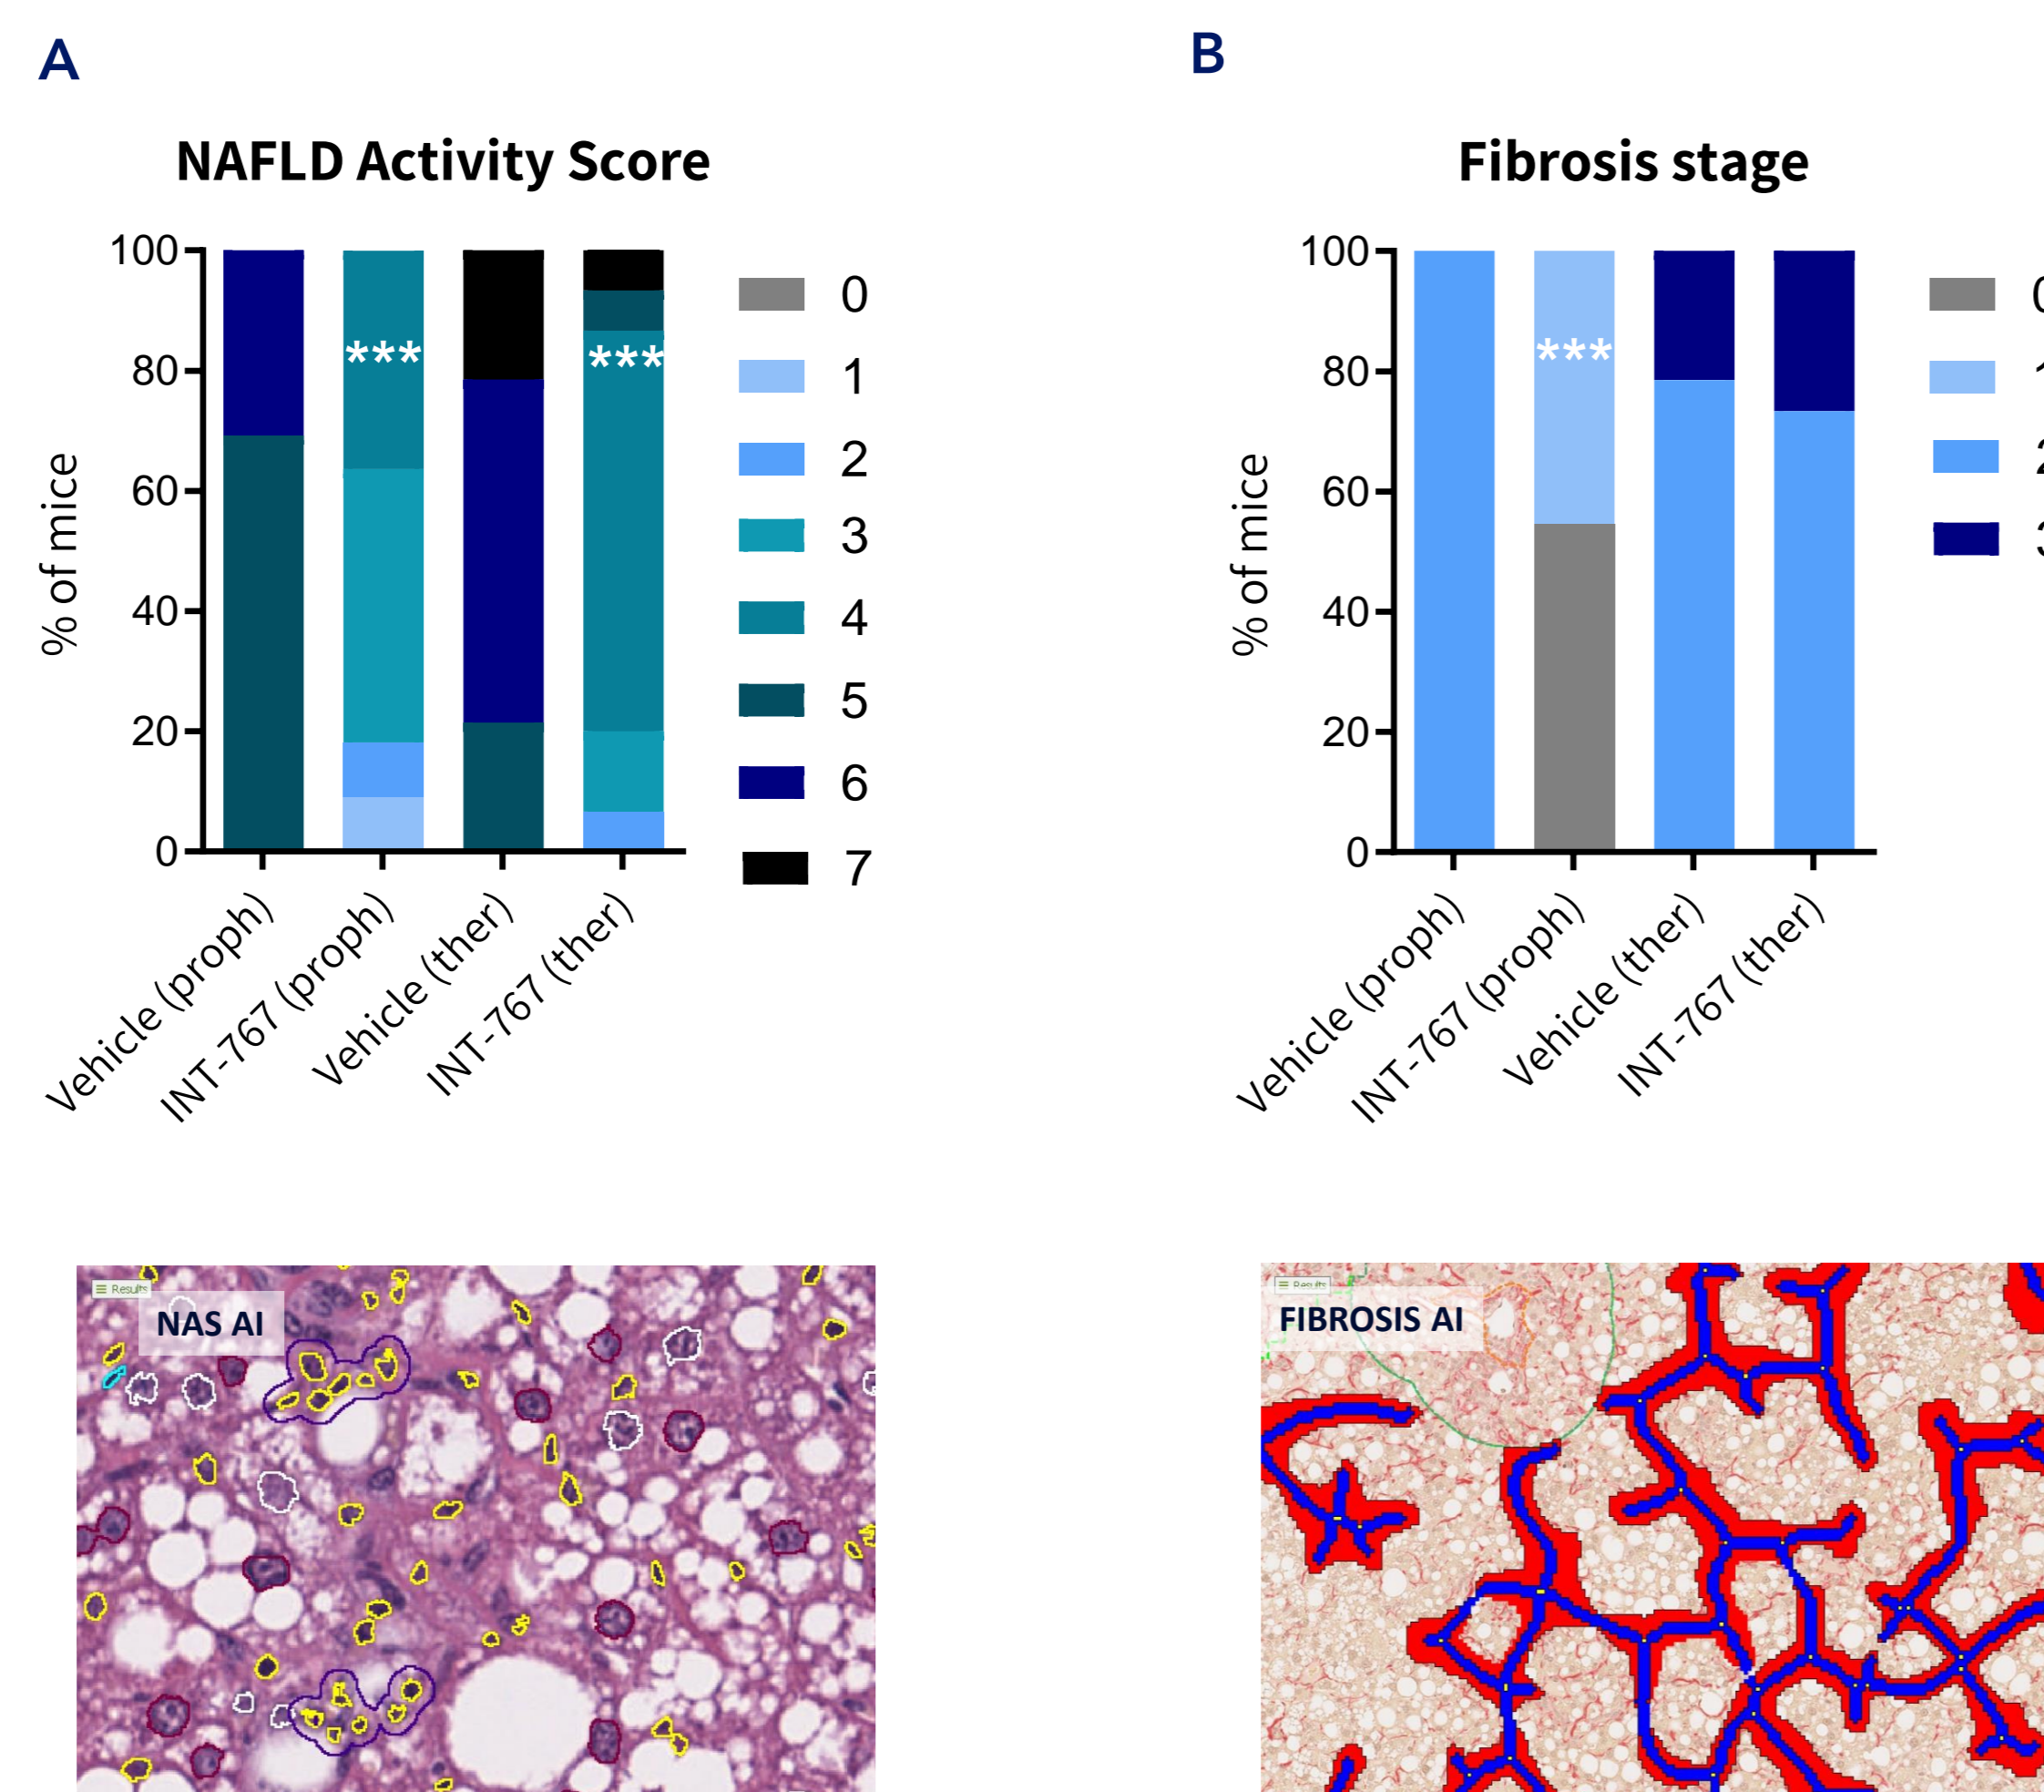 A
B
NAFLD Activity Score
Fibrosis stage
100
80
60
40
20
0
% of mice
***
***
0
1
2
3
4
5
6
7
Vehicle (proph)
INT-767 (proph)
Vehicle (ther)
INT-767 (ther)
100
80
60
40
20
0
% of mice
***
Vehicle (proph)
INT-767 (proph)
Vehicle (ther)
INT-767 (ther)
Results
NAS AI
Results
FIBROSIS AI